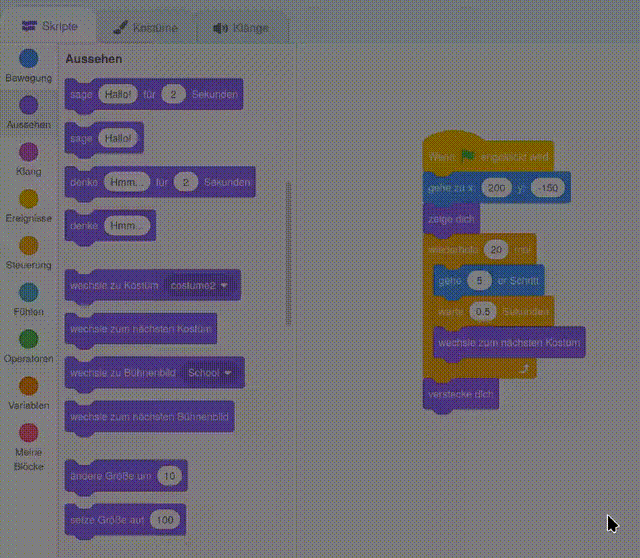 Skripte
Kostüme
Klänge
Bewegung
Aussehen
Klang
Ereignisse
Steuerung
Fühlen
Operatoren
Variablen
Meine
Blöcke
Aussehen
sage Hallo! für 2 Sekunden
sage Hallo!
denke Hmm... für 2 Sekunden
denke Hmm...
wechsle zu Kostüm costume2
wechsle zum nächsten Kostüm
wechsle zu Bühnenbild School
wechsle zum nächsten Bühnenbild
ändere Größe um 10
setze Größe auf 100
Wenn angeklickt wird
gehe zu x: 200 y: -150
zeige dich
wiederhole 20 mal
gehe 5 er Schritt
warte 0.5 Sekunden
wechsle zum nächsten Kostüm
verstecke dich